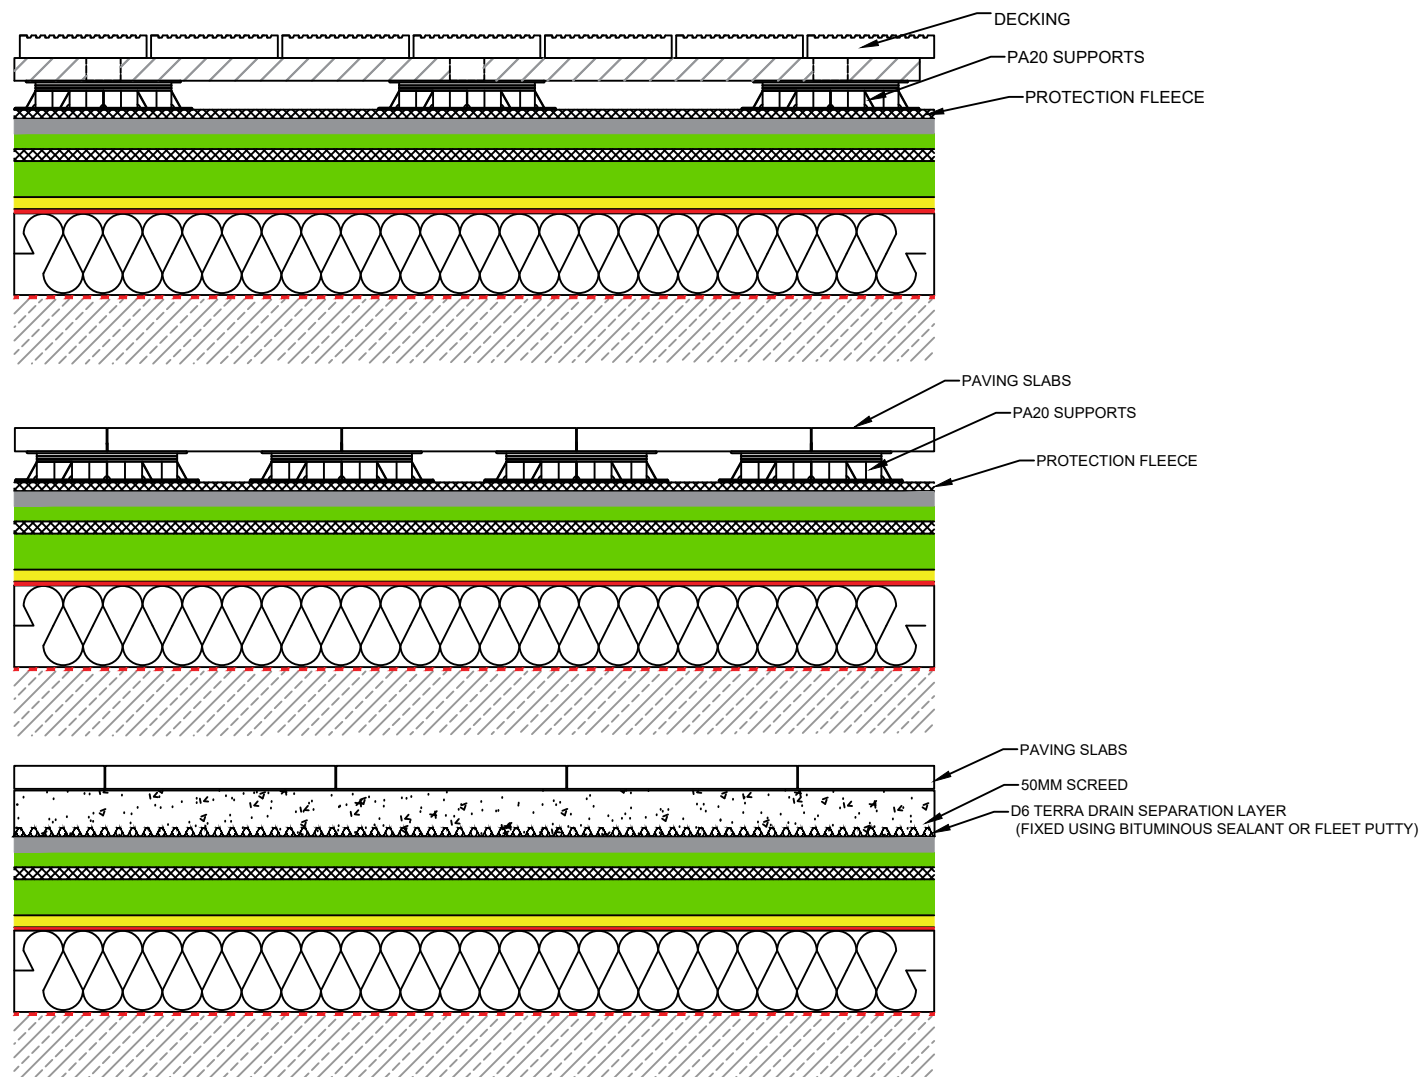 DECKING
PA20 SUPPORTS
PROTECTION FLEECE
PAVING SLABS
PA20 SUPPORTS
PROTECTION FLEECE
PAVING SLABS
50MM SCREED
D6 TERRA DRAIN SEPARATION LAYER
(FIXED USING BITUMINOUS SEALANT OR FLEET PUTTY)